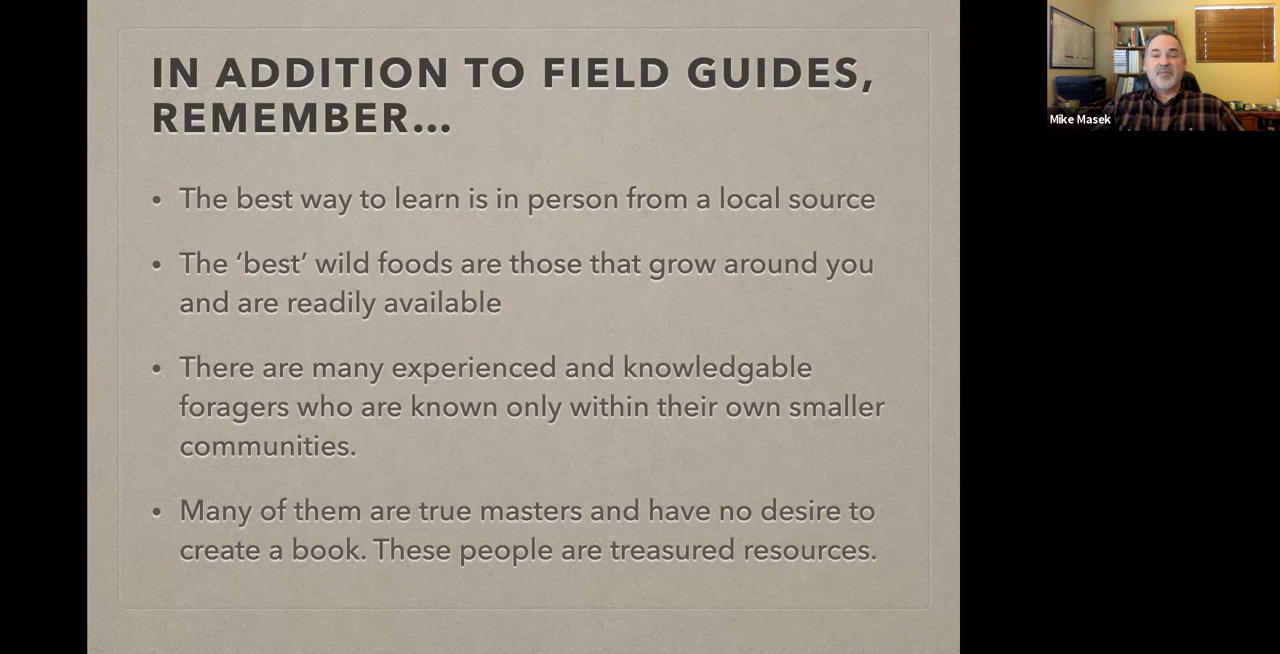 IN ADDITION TO FIELD GUIDES,
REMEMBER…
• The best way to learn is in person from a local source
• The ‘best’ wild foods are those that grow around you
and are readily available
• There are many experienced and knowledgable
foragers who are known only within their own smaller
communities.
• Many of them are true masters and have no desire to
create a book. These people are treasured resources.
Mike Masek